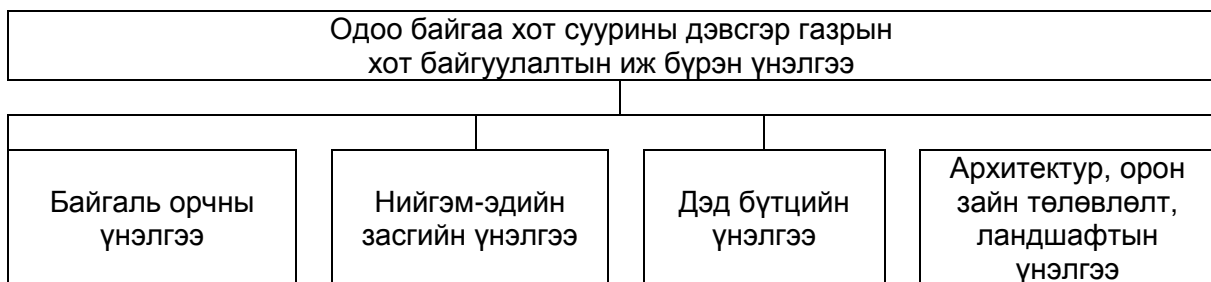 Одоо байгаа хот суурины дэвсгэр газрын
хот байгуулалтын иж бүрэн үнэлгээ
Байгаль орчны
үнэлгээ
Нийгэм-эдийн
засгийн үнэлгээ
Дэд бүтцийн
үнэлгээ
Архитектур, орон
зайн төлөвлөлт,
ландшафтын
үнэлгээ